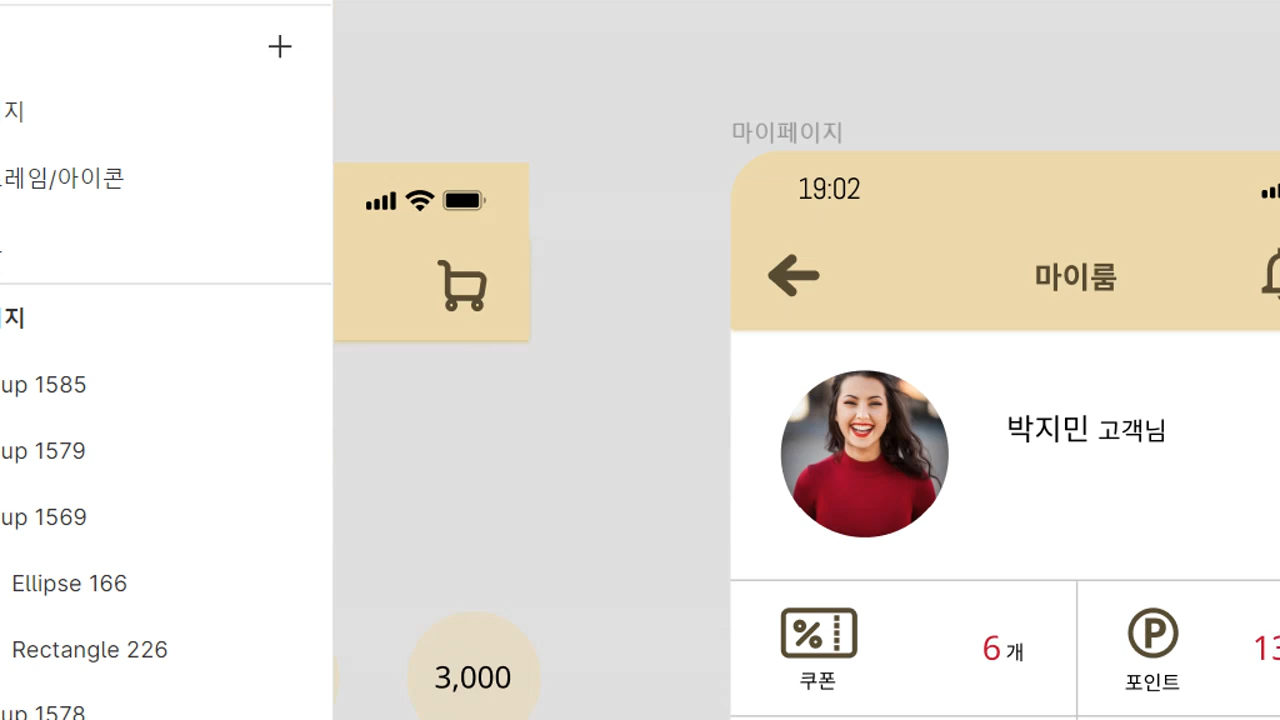 지
레임/아이콘
지
up 1585
up 1579
up 1569
Ellipse 166
Rectangle 226
up 1578
3,000
마이페이지
19:02
마이룸
박지민 고객님
6 개
쿠폰
P
포인트
13